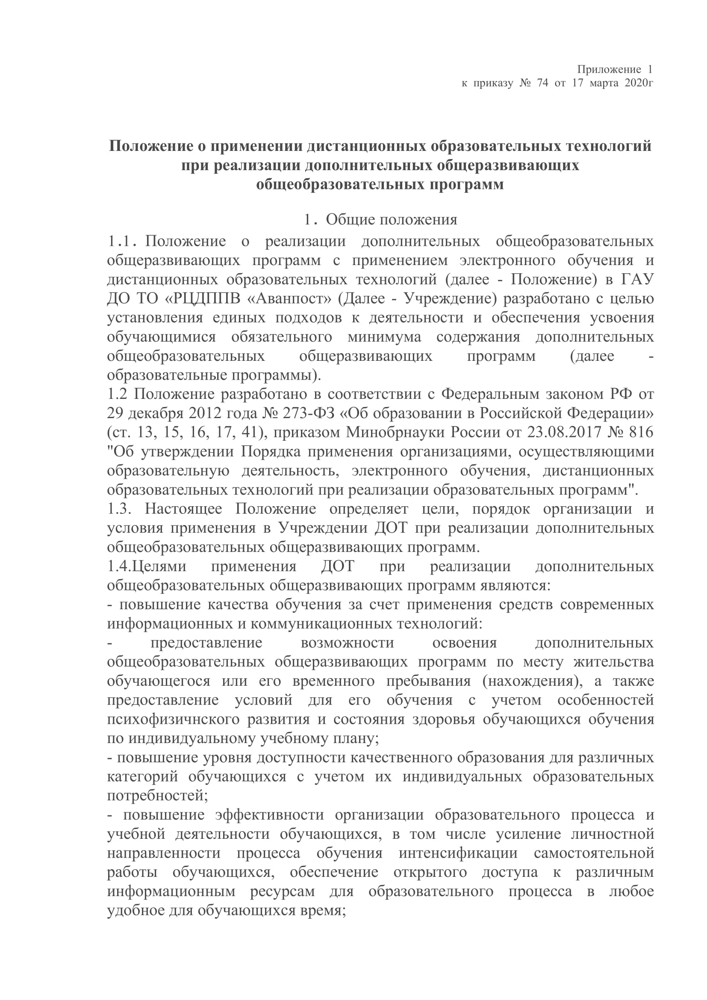 Приложение 1
к приказу № 74 от 17 марта 2020г
Положение о применении дистанционных образовательных технологий
при реализации дополнительных общеразвивающих
общеобразовательных программ
1. Общие положения
1.1. Положение о реализации дополнительных общеобразовательных
общеразвивающих программ с применением электронного обучения и
дистанционных образовательных технологий (далее - Положение) в ГАУ
ДО ТО «РЦДППВ «Аванпост» (Далее - Учреждение) разработано с целью
установления единых подходов к деятельности и обеспечения усвоения
обучающимися обязательного минимума содержания дополнительных
общеобразовательных общеразвивающих программ (далее -
образовательные программы).
1.2 Положение разработано в соответствии с Федеральным законом РФ от
29 декабря 2012 года № 273-ФЗ «Об образовании в Российской Федерации»
(ст. 13, 15, 16, 17, 41), приказом Минобрнауки России от 23.08.2017 № 816
"Об утверждении Порядка применения организациями, осуществляющими
образовательную деятельность, электронного обучения, дистанционных
образовательных технологий при реализации образовательных программ".
1.3. Настоящее Положение определяет цели, порядок организации и
условия применения в Учреждении ДОТ при реализации дополнительных
общеобразовательных общеразвивающих программ.
1.4.Целями применения ДОТ при реализации дополнительных
общеобразовательных общеразвивающих программ являются:
- повышение качества обучения за счет применения средств современных
информационных и коммуникационных технологий:
- предоставление возможности освоения дополнительных
общеобразовательных общеразвивающих программ по месту жительства
обучающегося или его временного пребывания (нахождения), а также
предоставление условий для его обучения с учетом особенностей
психофизичнского развития и состояния здоровья обучающихся обучения
по индивидуальному учебному плану;
- повышение уровня доступности качественного образования для различных
категорий обучающихся с учетом их индивидуальных образовательных
потребностей;
- повышение эффективности организации образовательного процесса и
учебной деятельности обучающихся, в том числе усиление личностной
направленности процесса обучения интенсификации самостоятельной
работы обучающихся, обеспечение открытого доступа к различным
информационным ресурсам для образовательного процесса в любое
удобное для обучающихся время;